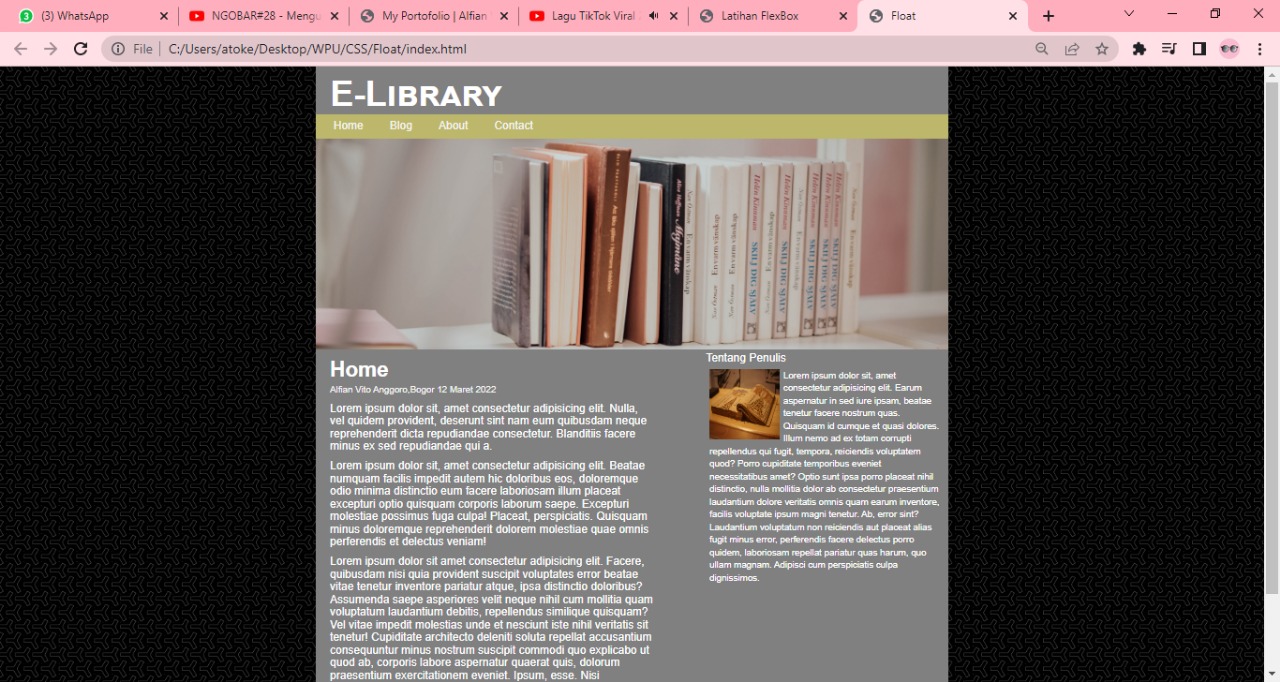 (3) WhatsApp
NGOBAR#28 - Mengu
My Portofolio | Alfian
Lagu TikTok Viral
Latihan FlexBox
Float
File
C:/Users/atoke/Desktop/WPU/CSS/Float/index.html
E-Library
Home Blog About Contact
Home
Alfian Vito Anggoro,Bogor 12 Maret 2022
Lorem ipsum dolor sit, amet consectetur adipisicing elit. Nulla,
vel quidem provident, deserunt sint nam eum quibusdam neque
reprehenderit dicta repudiandae consectetur. Blanditiis facere
minus ex sed repudiandae qui a.
Lorem ipsum dolor sit, amet consectetur adipisicing elit. Beatae
numquam facilis impedit autem hic doloribus eos, doloremque
odio minima distinctio eum facere laboriosam illum placeat
excepturi optio quisquam corporis laborum saepe. Excepturi
molestiae possimus fuga culpa! Placeat, perspiciatis. Quisquam
minus doloremque reprehenderit dolorem molestiae quae omnis
perferendis et delectus veniam!
Lorem ipsum dolor sit amet consectetur adipisicing elit. Facere,
quibusdam nisi quia provident suscipit voluptates error beatae
vitae tenetur inventore pariatur atque, ipsa distinctio doloribus?
Assumenda saepe asperiores velit neque nihil cum mollitia quam
voluptatum laudantium debitis, repellendus similique quisquam?
Vel vitae impedit molestias unde et nesciunt iste nihil veritatis sit
tenetur! Cupiditate architecto deleniti soluta repellat accusantium
consequuntur minus nostrum suscipit commodi quo explicabo ut
quod ab, corporis labore aspernatur quaerat quis, dolorum
praesentium exercitationem eveniet. Ipsum, esse. Nisi
Tentang Penulis
Lorem ipsum dolor sit, amet
consectetur adipisicing elit. Earum
aspernatur in sed iure ipsam, beatae
tenetur facere nostrum quas.
Quisquam id cumque et quasi dolores.
Illum nemo ad ex totam corrupti
repellendus qui fugit, tempora, reiciendis voluptatem
quod? Porro cupiditate temporibus eveniet
necessitatibus amet? Optio sunt ipsa porro placeat nihil
distinctio, nulla mollitia dolor ab consectetur praesentium
laudantium dolore veritatis omnis quam earum inventore,
facilis voluptate ipsum magni tenetur. Ab, error sint?
Laudantium voluptatum non reiciendis aut placeat alias
fugit minus error, perferendis facere delectus porro
quidem, laboriosam repellat pariatur quas harum, quo
ullam magnam. Adipisci cum perspiciatis culpa
dignissimos.